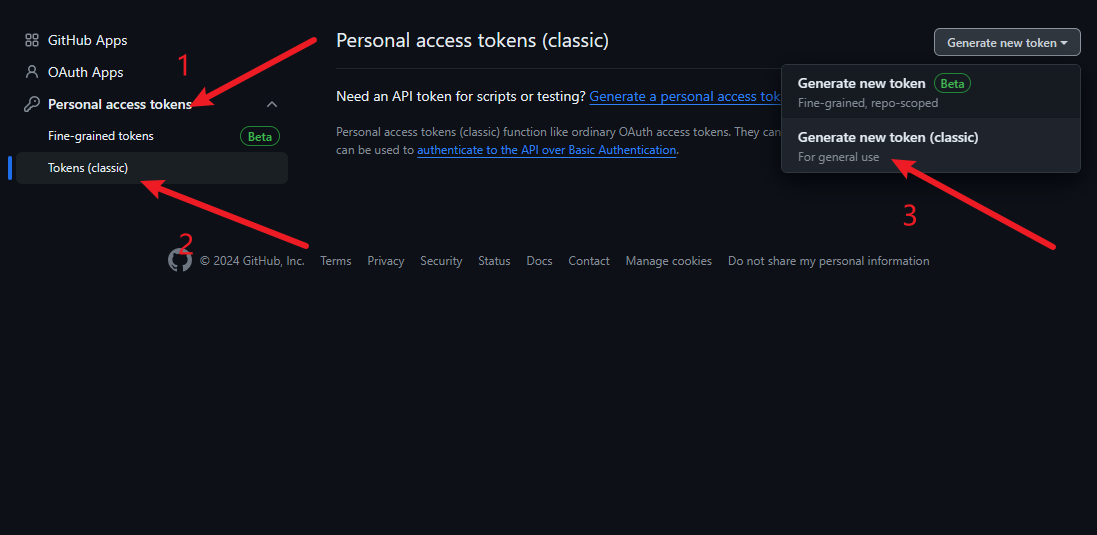 GitHub Apps
OAuth Apps
1
Personal access tokens
Fine-grained tokens Beta
Tokens (classic)
2
Personal access tokens (classic)
Generate new token
Need an API token for scripts or testing? Generate a personal access tok
Personal access tokens (classic) function like ordinary OAuth access tokens. They can
can be used to authenticate to the API over Basic Authentication.
Generate new token Beta
Fine-grained, repo-scoped
Generate new token (classic)
For general use
3
© 2024 GitHub, Inc. Terms Privacy Security Status Docs Contact Manage cookies Do not share my personal information